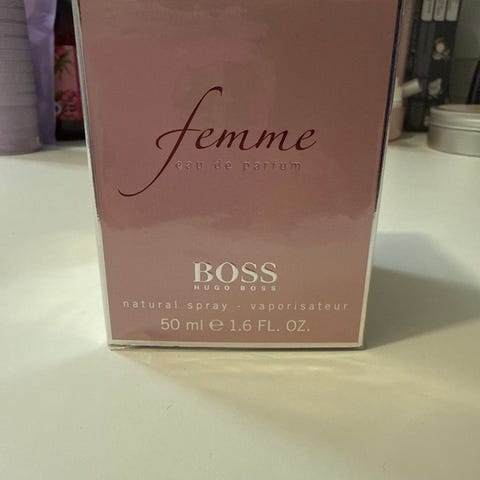 femme
eau de parfum
BOSS
HUGO BOSS
natural spray - vaporisateur
50 ml ℮ 1.6 FL. OZ.